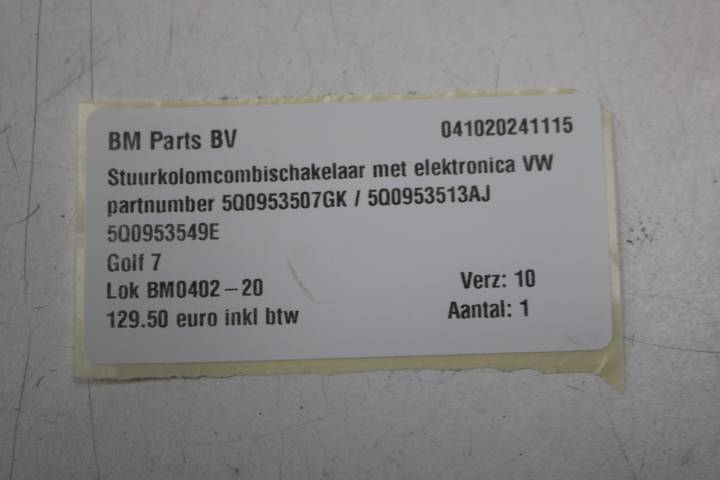 BM Parts BV 041020241115
Stuurkolomcombischakelaar met elektronica VW
partnumber 5Q0953507GK / 5Q0953513AJ
5Q0953549E
Golf 7
Lok BM0402-20 Verz: 10
129.50 euro inkl btw Aantal: 1